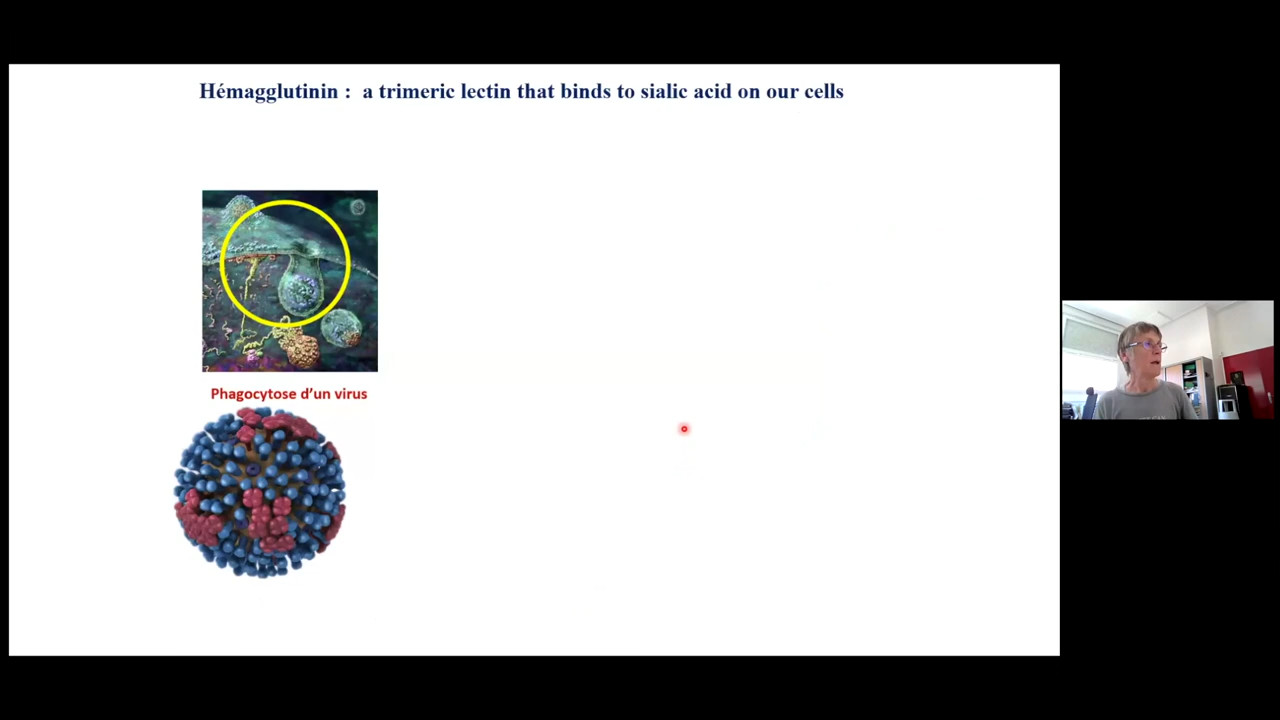 Hémagglutinin : a trimeric lectin that binds to sialic acid on our cells
Phagocytose d'un virus